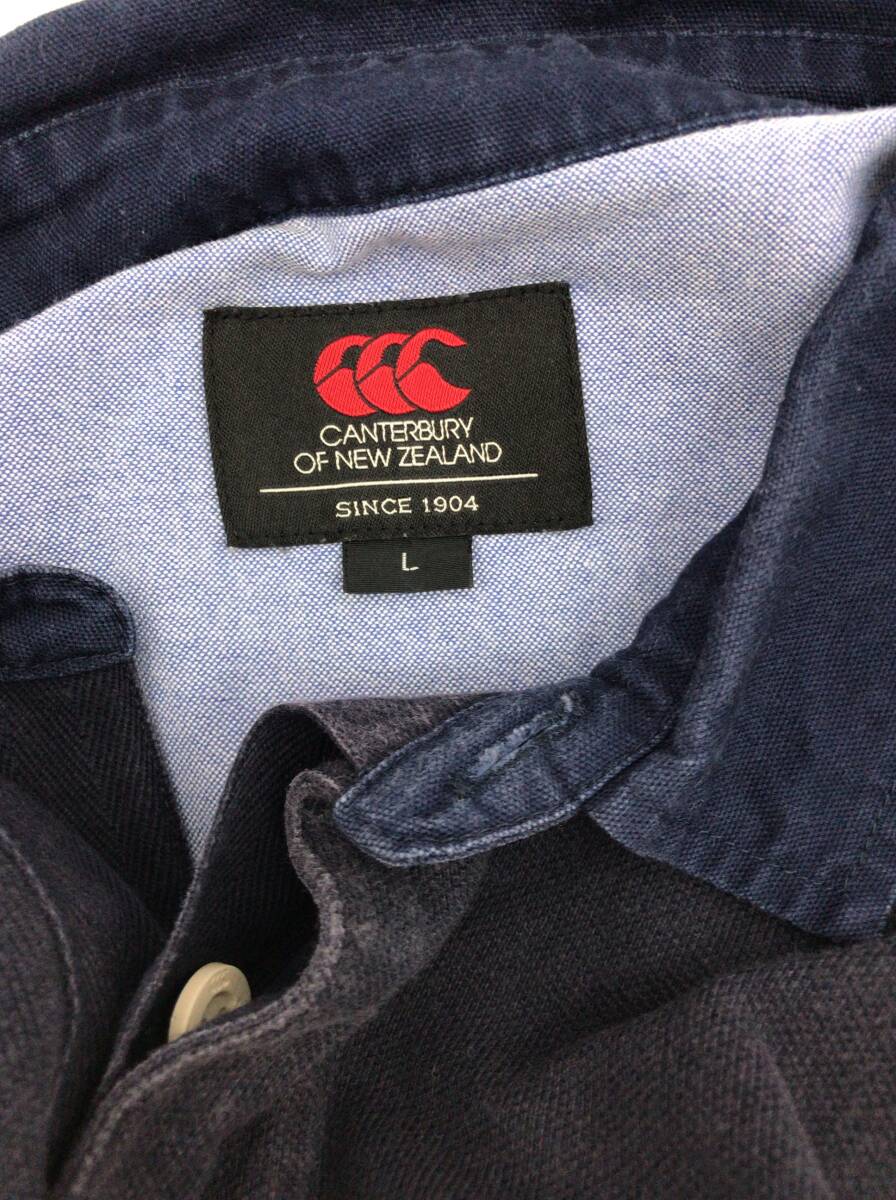 CANTERBURY
OF NEW ZEALAND
SINCE 1904
L